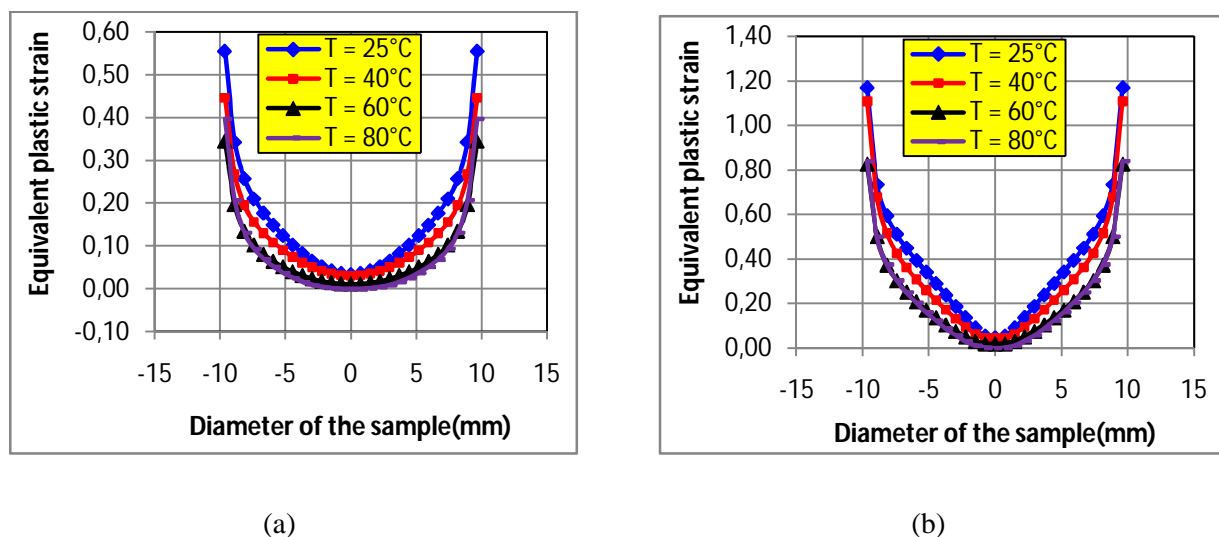 Equivalent plastic strain
0,60
0,50
0,40
0,30
0,20
0,10
0,00
-0,10
T = 25°C
T = 40°C
T = 60°C
T = 80°C
-15 -10 -5 0 5 10 15
Diameter of the sample(mm)
(a)
Equivalent plastic strain
1,40
1,20
1,00
0,80
0,60
0,40
0,20
0,00
T = 25°C
T = 40°C
T = 60°C
T = 80°C
-15 -10 -5 0 5 10 15
Diameter of the sample(mm)
(b)